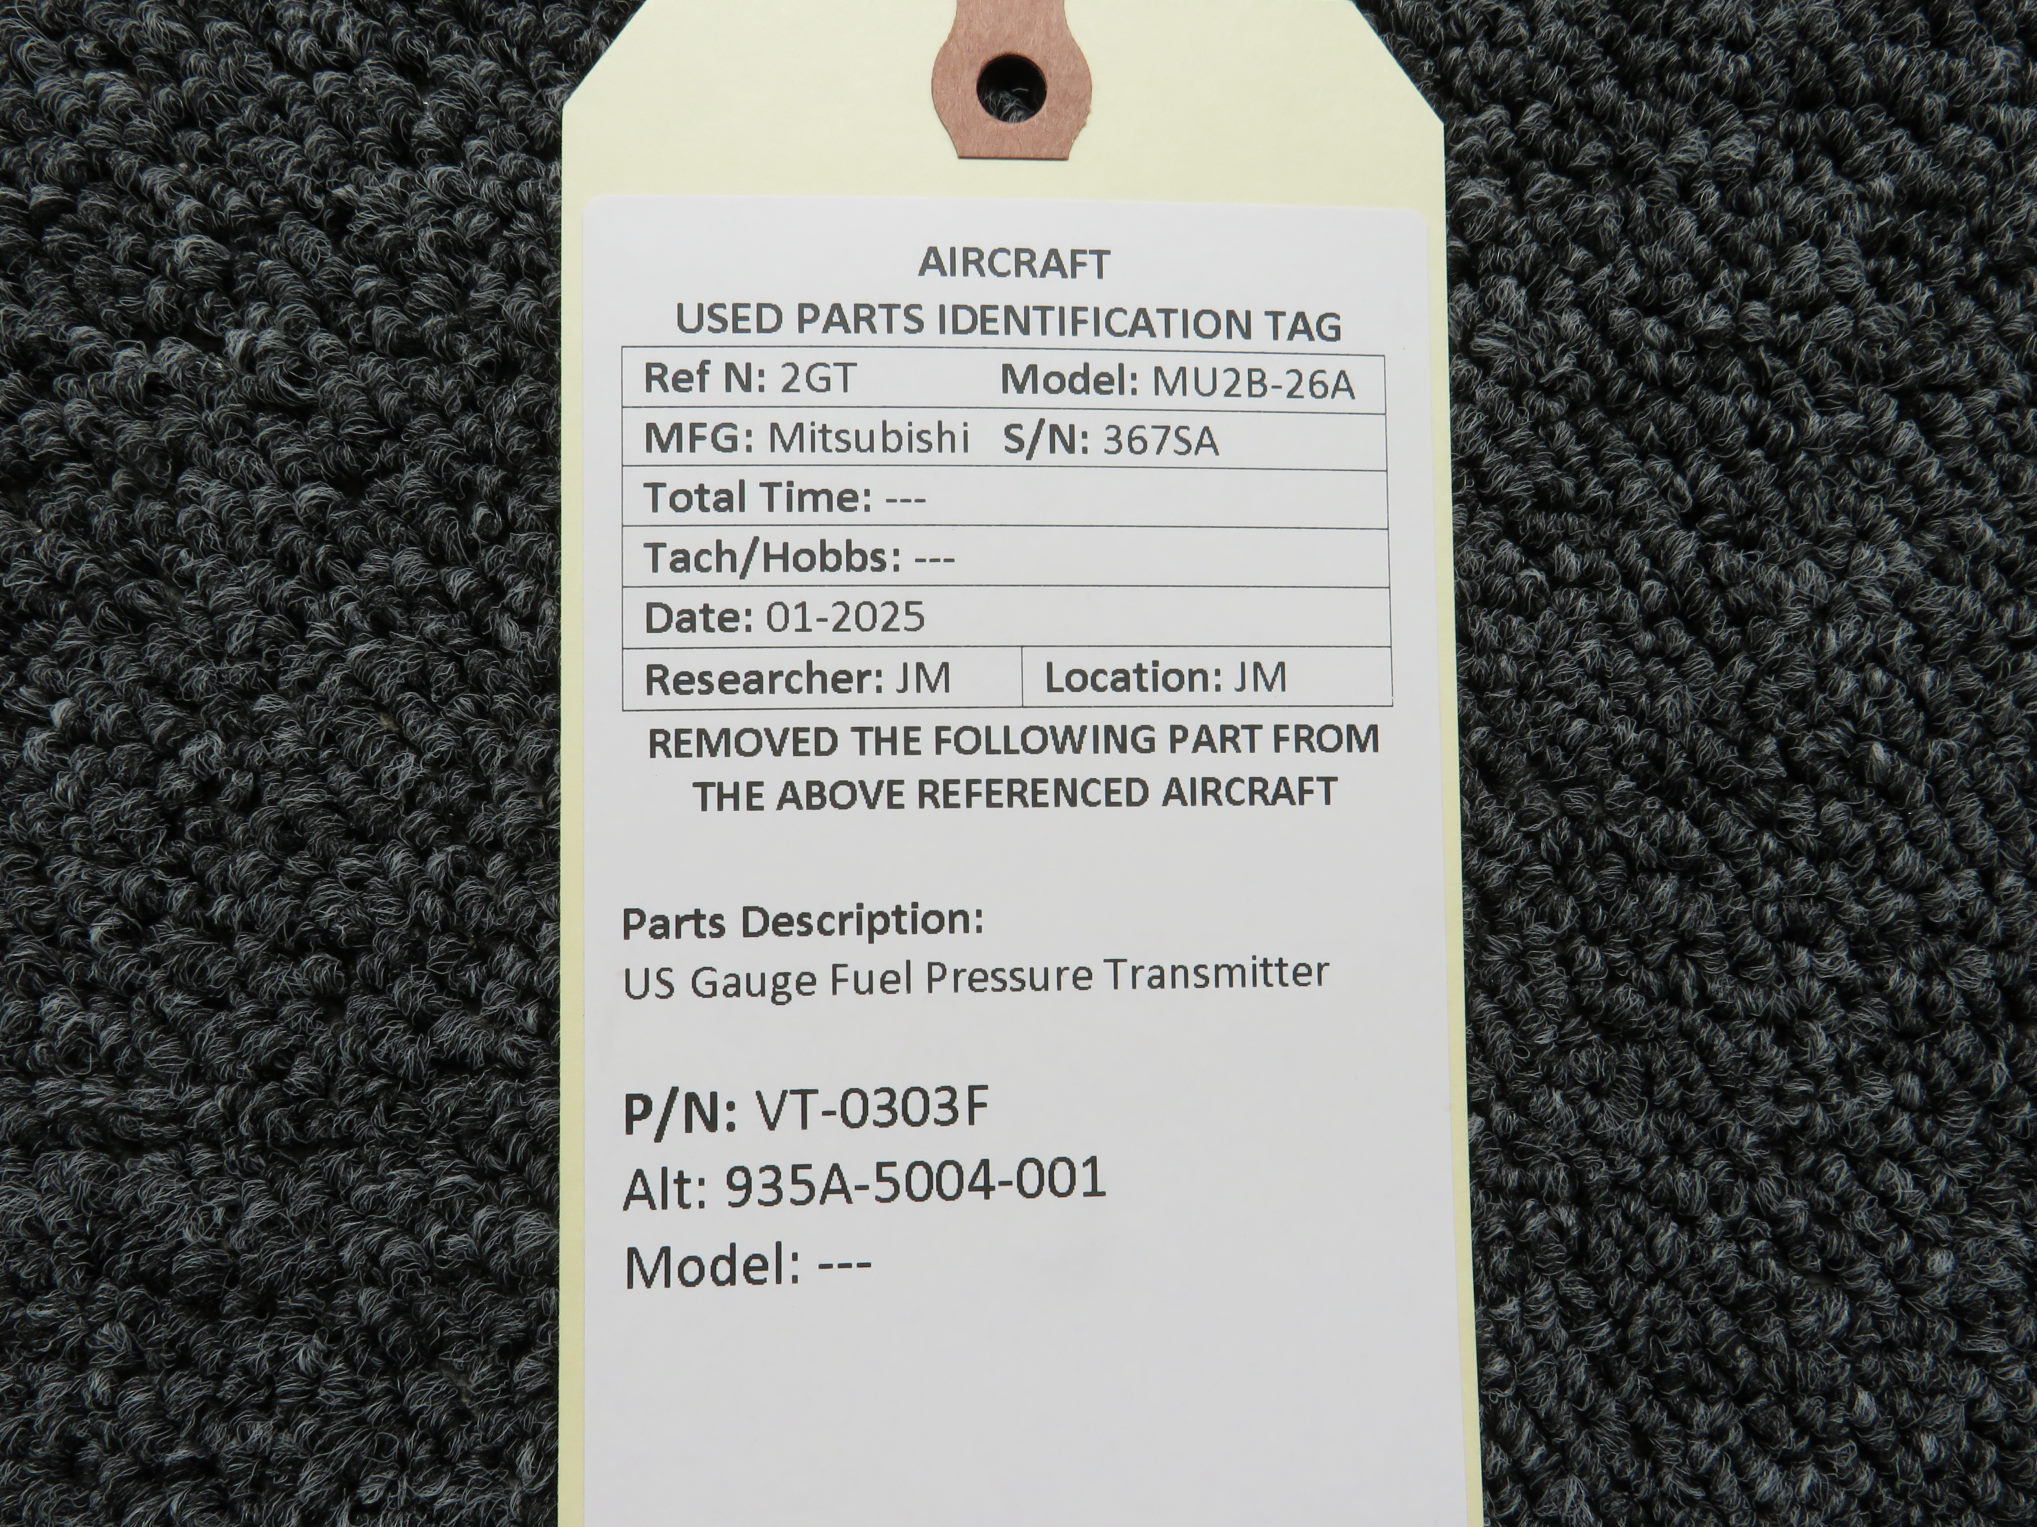 AIRCRAFT
USED PARTS IDENTIFICATION TAG
Ref N: 2GT Model: MU2B-26A
MFG: Mitsubishi S/N: 367SA
Total Time: ---
Tach/Hobbs: ---
Date: 01-2025
Researcher: JM Location: JM
REMOVED THE FOLLOWING PART FROM
THE ABOVE REFERENCED AIRCRAFT
Parts Description:
US Gauge Fuel Pressure Transmitter
P/N: VT-0303F
Alt: 935A-5004-001
Model: ---